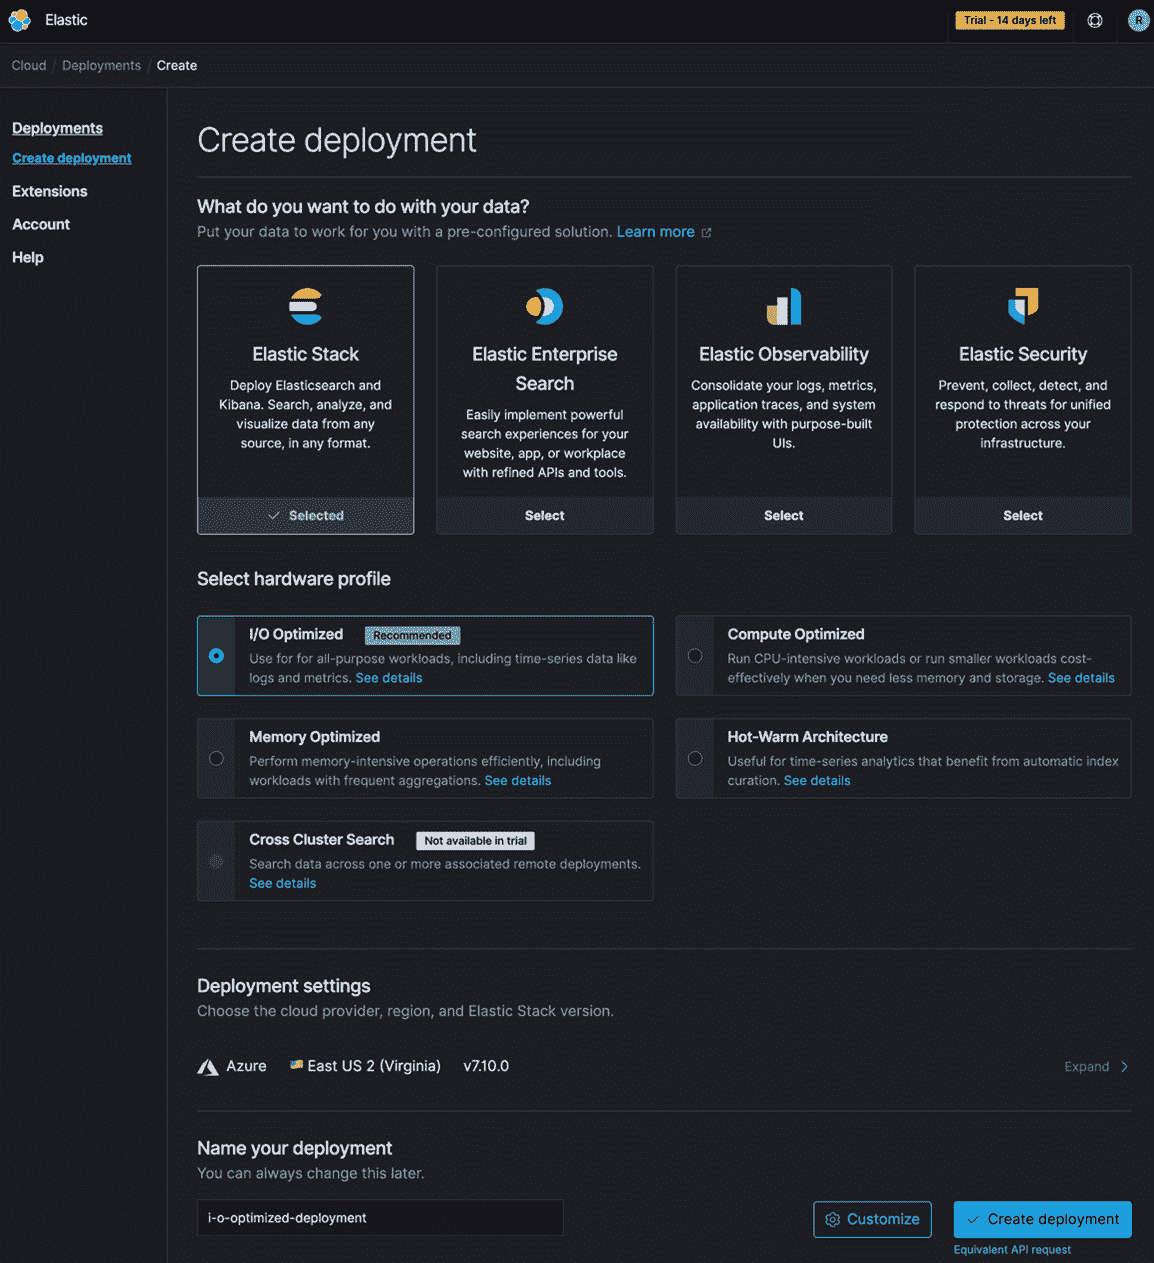 Elastic
Trial - 14 days left
R
Cloud / Deployments / Create
Deployments
Create deployment
Extensions
Account
Help
Create deployment
What do you want to do with your data?
Put your data to work for you with a pre-configured solution. Learn more
Elastic Stack
Deploy Elasticsearch and
Kibana. Search, analyze, and
visualize data from any
source, in any format.
Selected
Elastic Enterprise
Search
Easily implement powerful
search experiences for your
website, app, or workplace
with refined APIs and tools.
Select
Elastic Observability
Consolidate your logs, metrics,
application traces, and system
availability with purpose-built
UIs.
Select
Elastic Security
Prevent, collect, detect, and
respond to threats for unified
protection across your
infrastructure.
Select
Select hardware profile
I/O Optimized Recommended
Use for for all-purpose workloads, including time-series data like
logs and metrics. See details
Compute Optimized
Run CPU-intensive workloads or run smaller workloads cost-
effectively when you need less memory and storage. See details
Memory Optimized
Perform memory-intensive operations efficiently, including
workloads with frequent aggregations. See details
Hot-Warm Architecture
Useful for time-series analytics that benefit from automatic index
curation. See details
Cross Cluster Search Not available in trial
Search data across one or more associated remote deployments.
See details
Deployment settings
Choose the cloud provider, region, and Elastic Stack version.
Azure East US 2 (Virginia) v7.10.0 Expand
Name your deployment
You can always change this later.
i-o-optimized-deployment
Customize
Create deployment
Equivalent API request